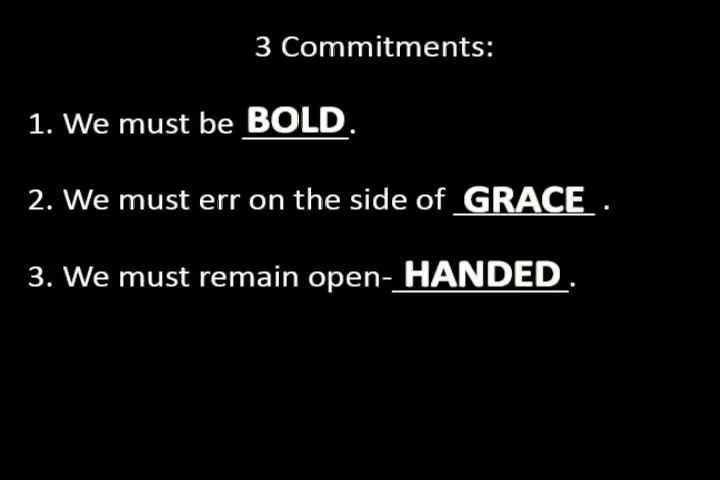 3 Commitments:
1. We must be BOLD.
2. We must err on the side of GRACE .
3. We must remain open-HANDED.